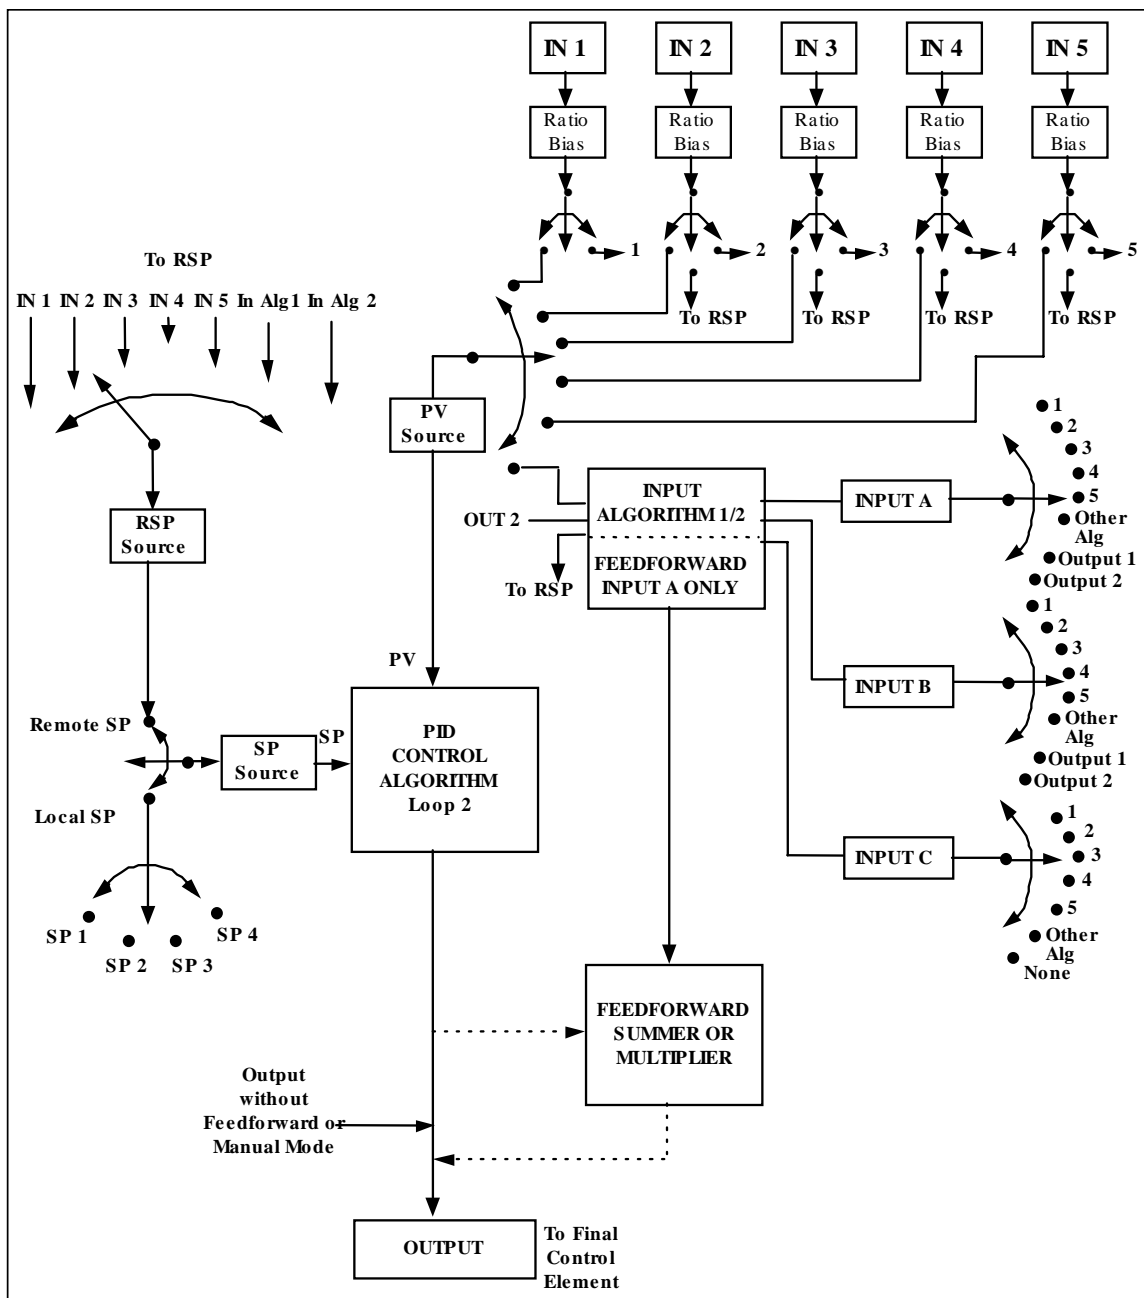 IN 1
IN 2
IN 3
IN 4
IN 5
Ratio
Bias
Ratio
Bias
Ratio
Bias
Ratio
Bias
Ratio
Bias
1
2
3
4
5
To RSP
To RSP
To RSP
To RSP
To RSP
IN 1 IN 2 IN 3 IN 4 IN 5 In Alg1 In Alg 2
PV
Source
RSP
Source
OUT 2
To RSP
INPUT
ALGORITHM 1/2
FEEDFORWARD
INPUT A ONLY
INPUT A
1
2
3
4
5
Other
Alg
Output 1
Output 2
INPUT B
1
2
3
4
5
Other
Alg
Output 1
Output 2
INPUT C
1
2
3
4
5
Other
Alg
None
PV
Remote SP
SP
Source
SP
Local SP
PID
CONTROL
ALGORITHM
Loop 2
SP 1
SP 2
SP 3
SP 4
FEEDFORWARD
SUMMER OR
MULTIPLIER
Output
without
Feedforward or
Manual Mode
OUTPUT
To Final
Control
Element